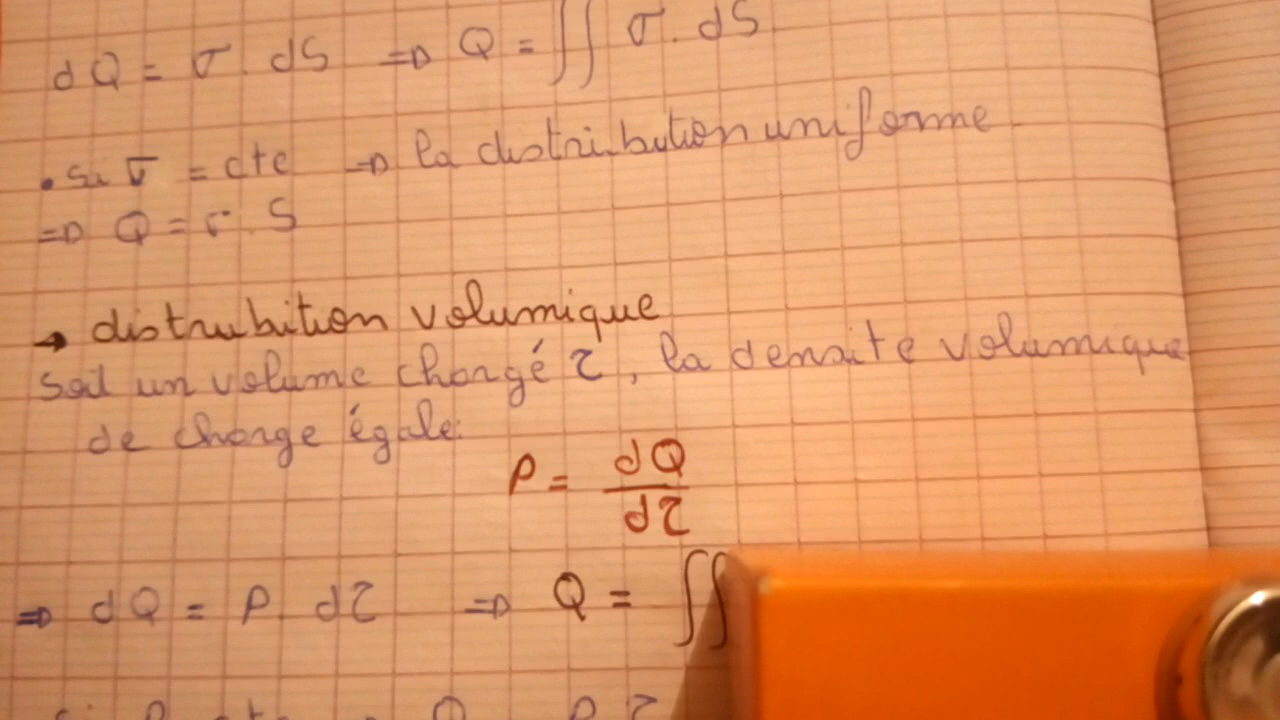 dQ = σ. dS ⇒ Q = ∬ σ. dS
• Si σ = cte → la distribution uniforme
⇒ Q = σ. S
→ distrubition volumique
Soit un volume chargé τ, la densite volumique
de charge égale:
ρ = dQ/dτ
⇒ dQ = ρ. dτ ⇒ Q = ∬